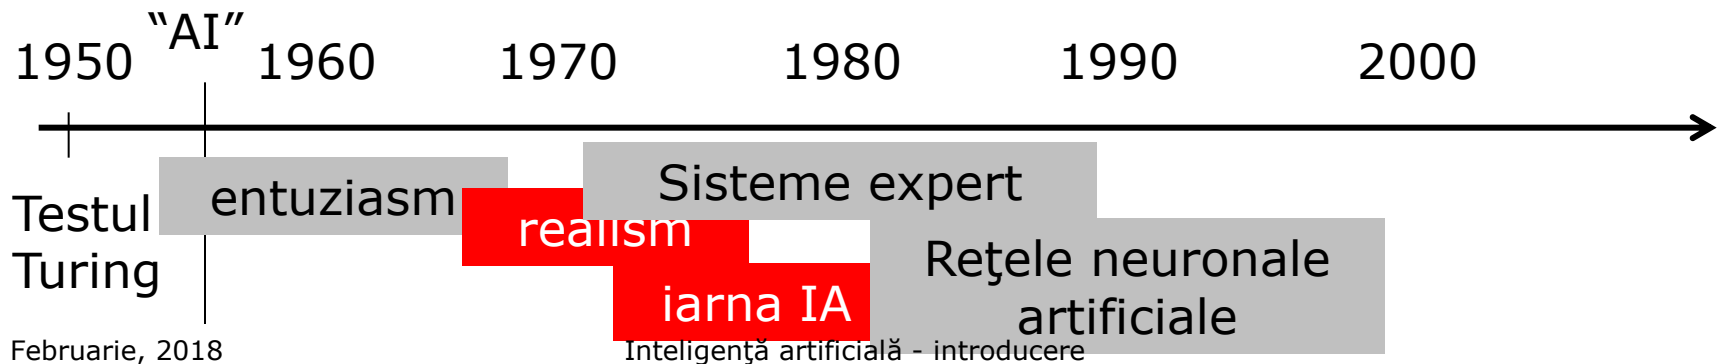 “AI”
1950 1960 1970 1980 1990 2000
Testul
Turing
entuziasm
realism
iarna IA
Sisteme expert
Reţele neuronale
artificiale
Februarie, 2018
Inteligenţă artificială - introducere